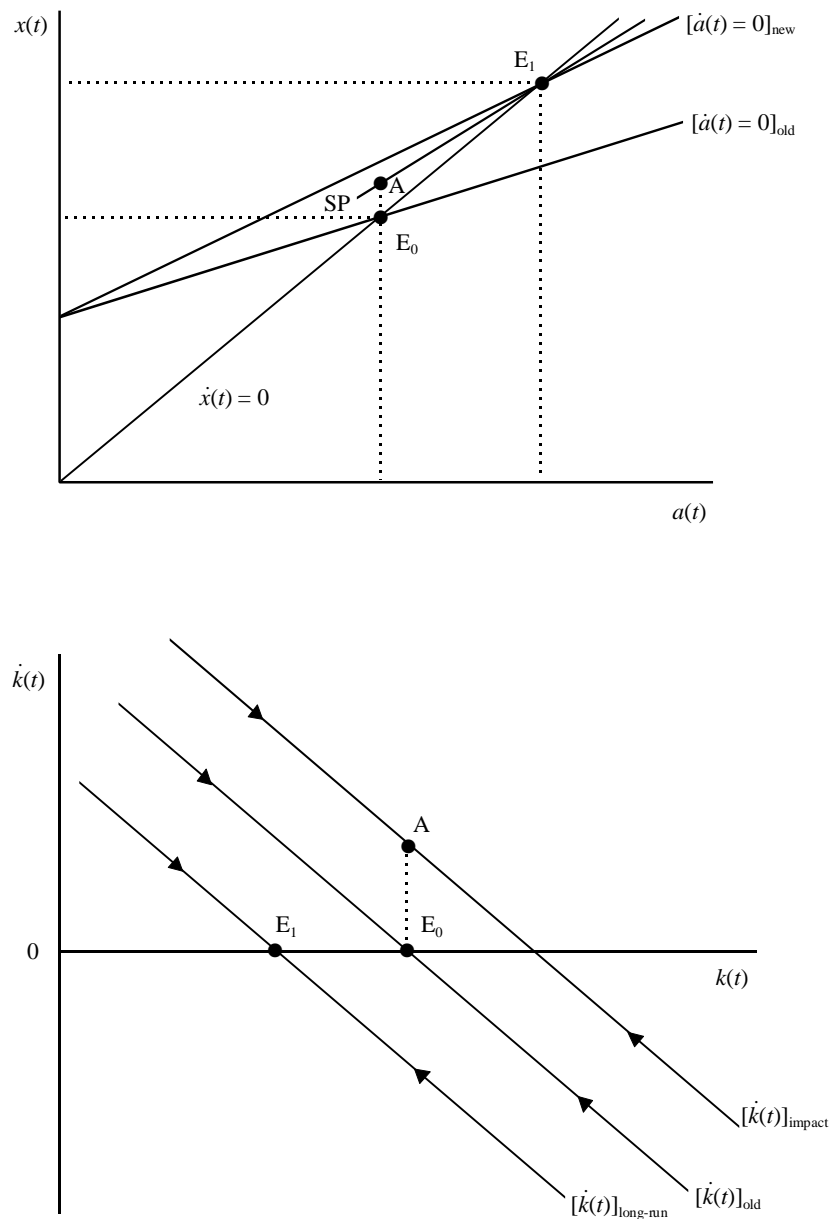 x(t)
[ȧ(t) = 0]new
E1
[ȧ(t) = 0]old
A
SP
E0
ẋ(t) = 0
a(t)
k̇(t)
A
E1
E0
0
k(t)
[k̇(t)]impact
[k̇(t)]old
[k̇(t)]long-run